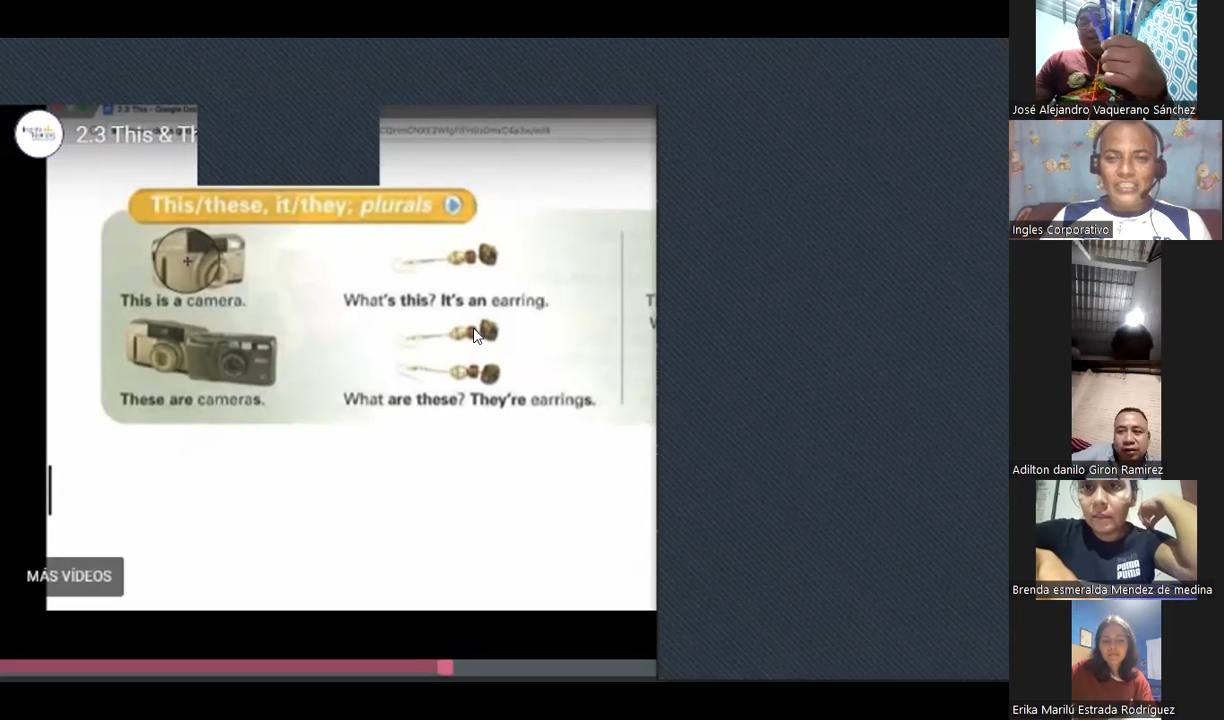 2.3 This & Th
This/these, it/they; plurals
This is a camera.
What's this? It's an earring.
These are cameras.
What are these? They're earrings.
MÁS VÍDEOS
José Alejandro Vaquerano Sánchez
Ingles Corporativo
Adilton danilo Giron Ramirez
PUMA
PUMA
Brenda esmeralda Mendez de medina
Erika Marilú Estrada Rodríguez